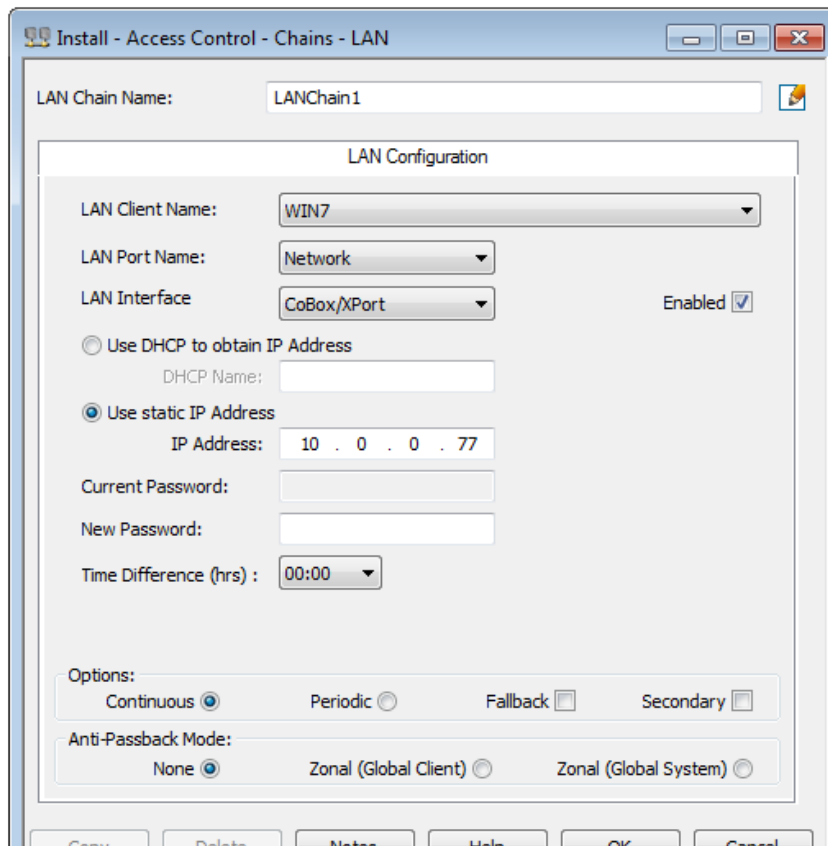 Install - Access Control - Chains - LAN
LAN Chain Name: LANChain1
LAN Configuration
LAN Client Name: WIN7
LAN Port Name: Network
LAN Interface CoBox/XPort Enabled
Use DHCP to obtain IP Address
DHCP Name:
Use static IP Address
IP Address: 10 . 0 . 0 . 77
Current Password:
New Password:
Time Difference (hrs) : 00:00
Options:
Continuous Periodic Fallback Secondary
Anti-Passback Mode:
None Zonal (Global Client) Zonal (Global System)
Copy Delete Notes Help OK Cancel